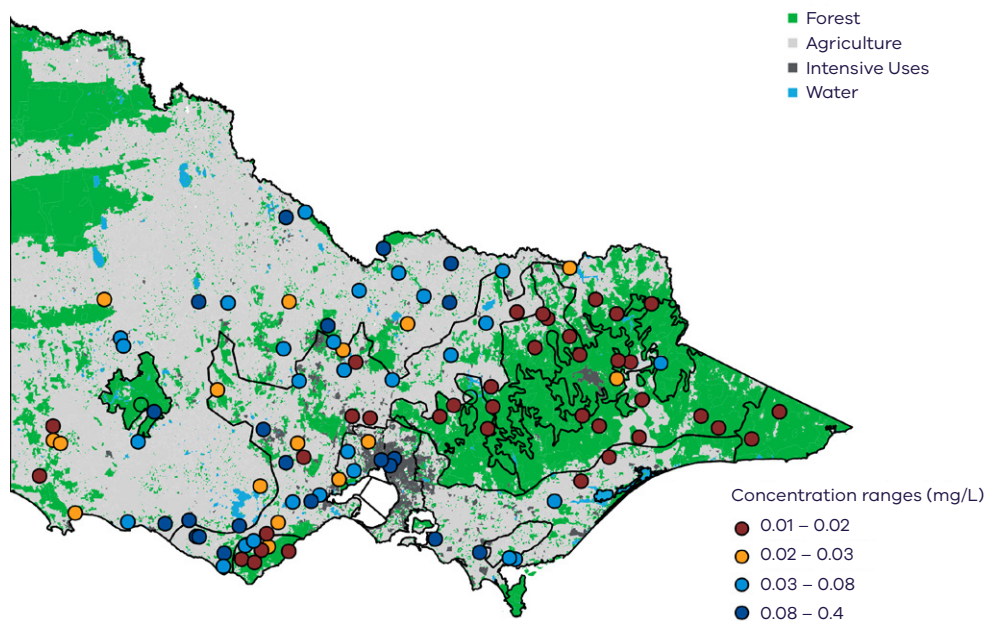 Forest
Agriculture
Intensive Uses
Water
Concentration ranges (mg/L)
0.01 – 0.02
0.02 – 0.03
0.03 – 0.08
0.08 – 0.4